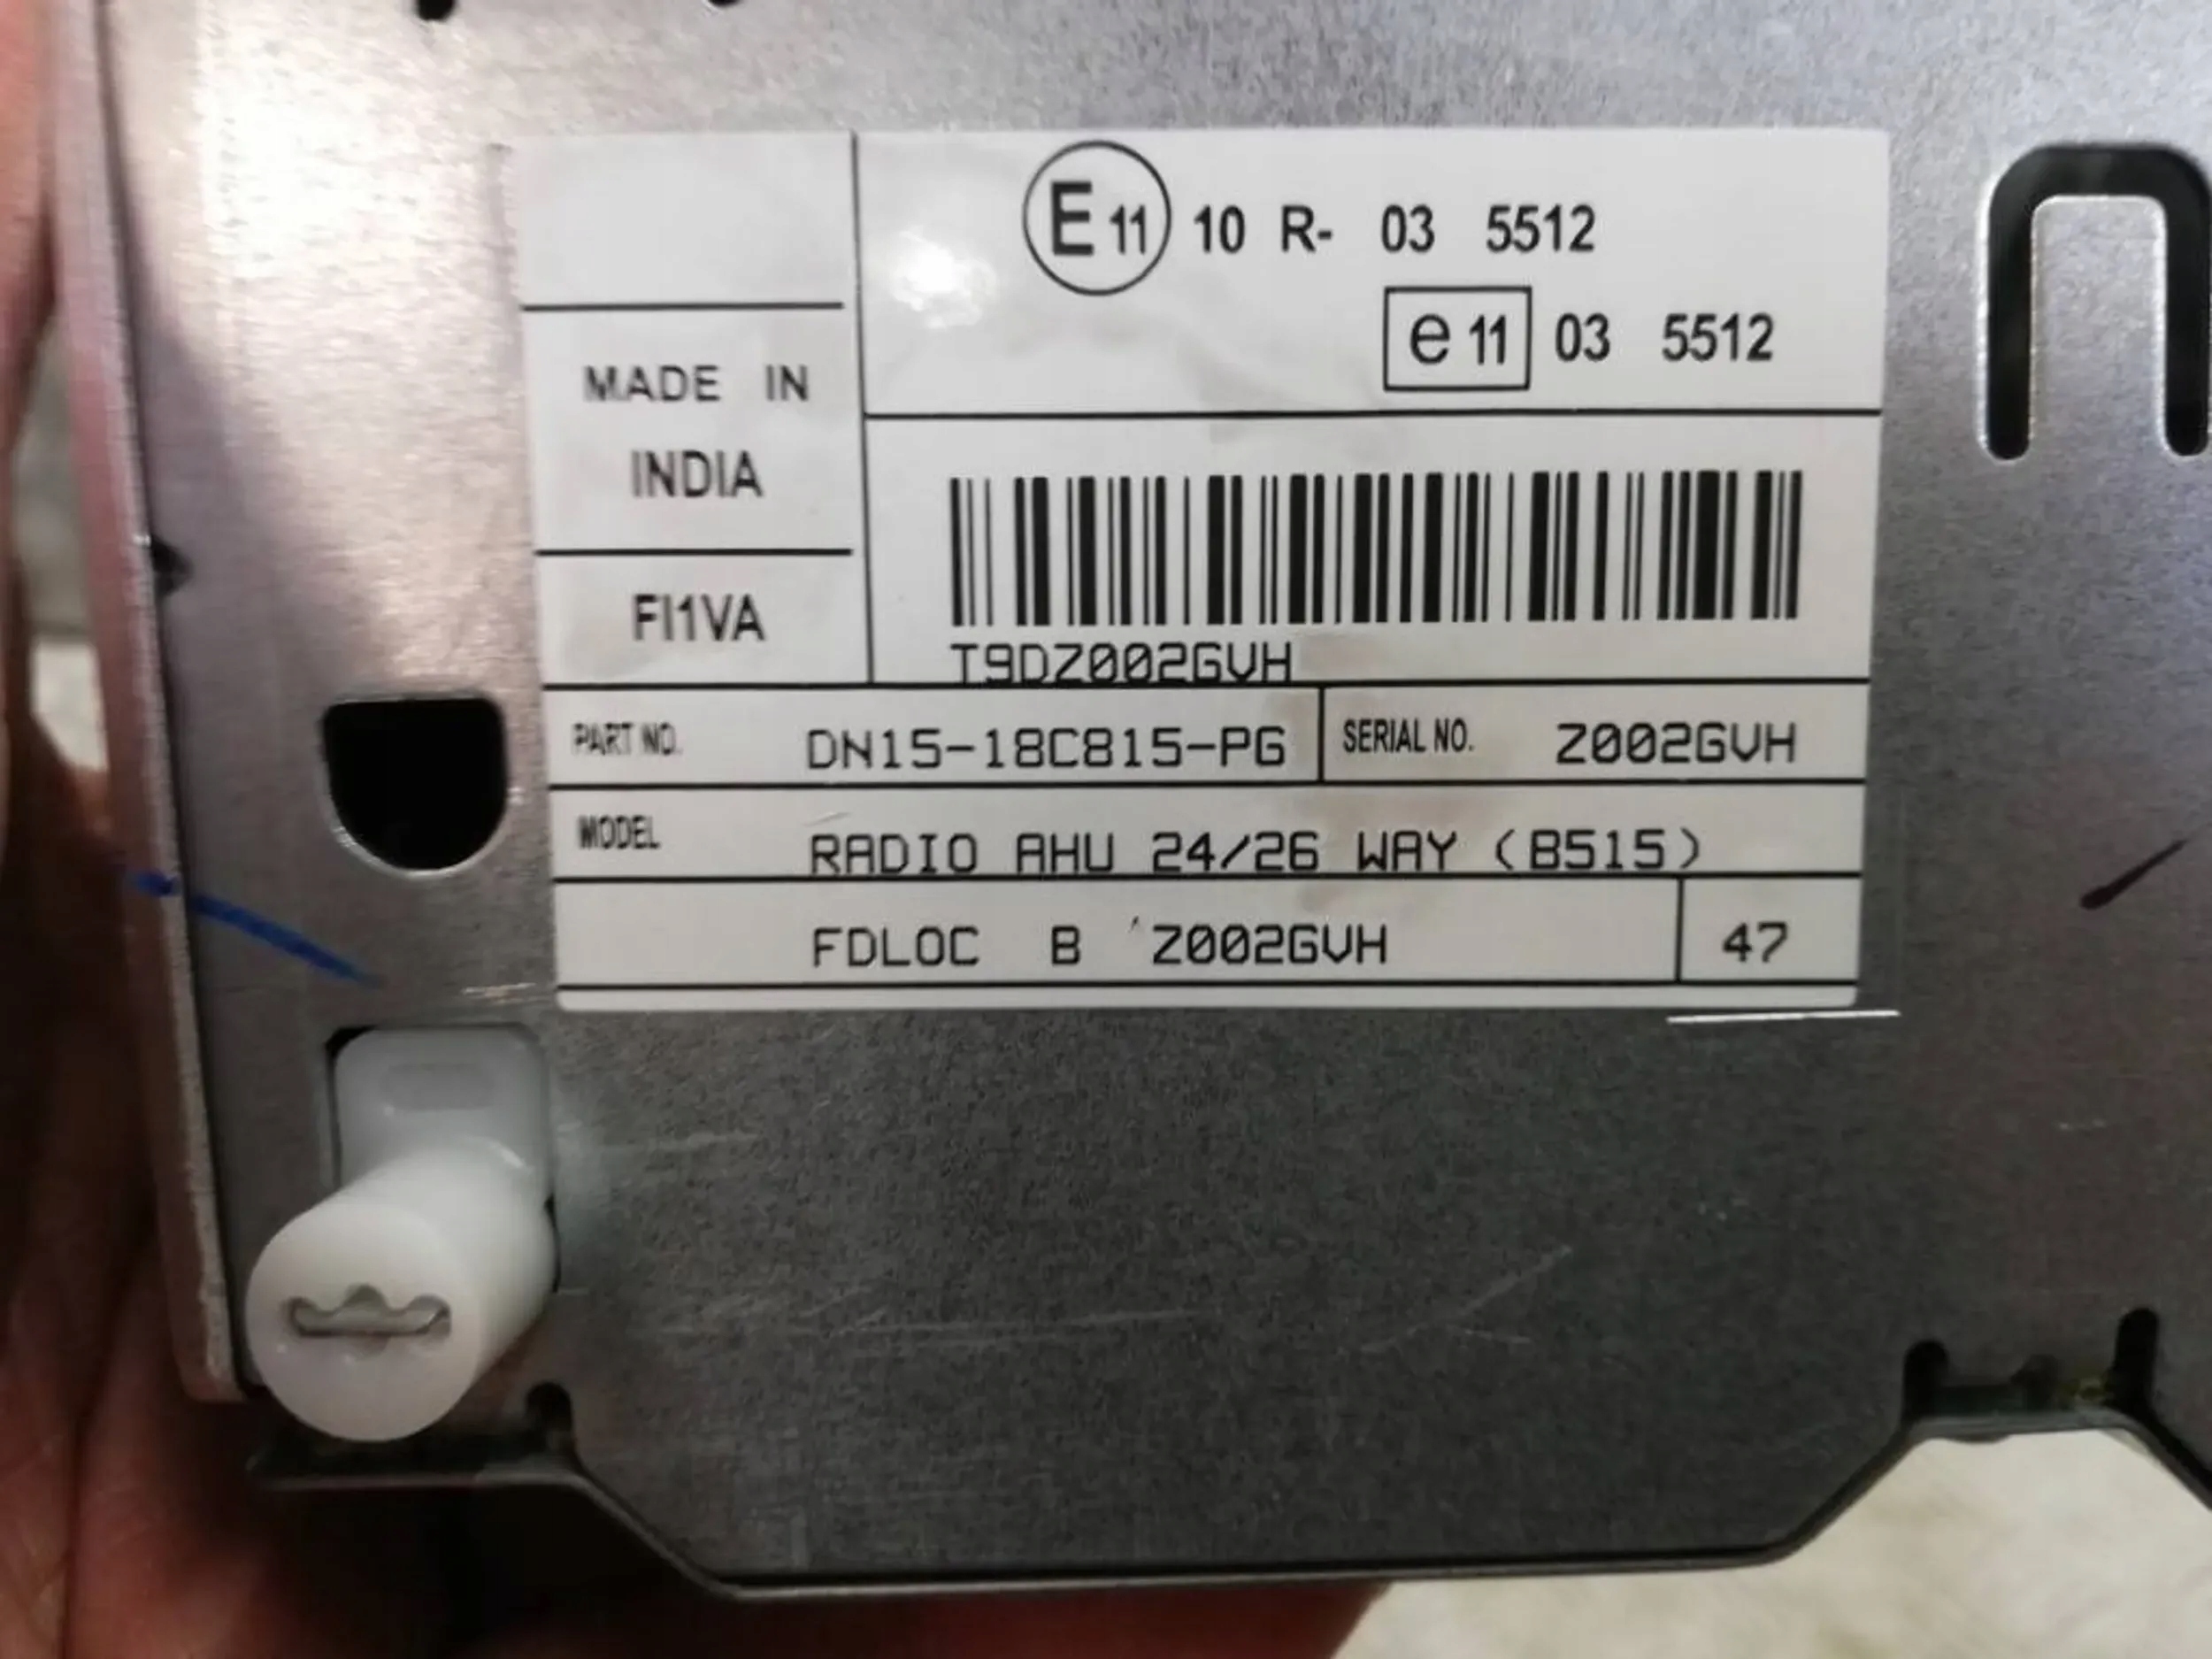 E 11 10 R- 03 5512
e 11 03 5512
MADE IN
INDIA
FI1VA
T9DZ002GVH
PART NO. DN15-18C815-PG SERIAL NO. Z002GVH
MODEL RADIO AHU 24/26 WAY (B515)
FDLOC B Z002GVH 47